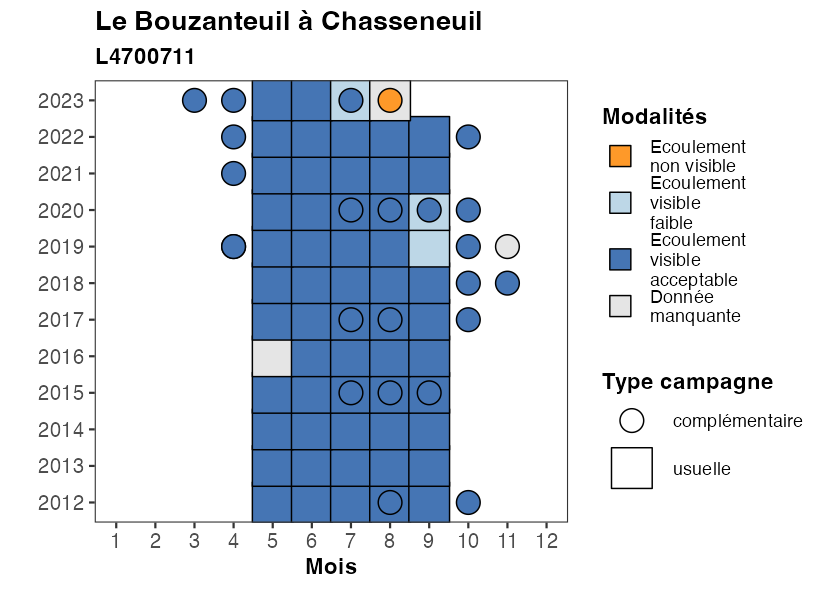 Le Bouzanteuil à Chasseneuil
L4700711
2023
2022
2021
2020
2019
2018
2017
2016
2015
2014
2013
2012
1 2 3 4 5 6 7 8 9 10 11 12
Mois
Modalités
Ecoulement
non visible
Ecoulement
visible
faible
Ecoulement
visible
acceptable
Donnée
manquante
Type campagne
complémentaire
usuelle